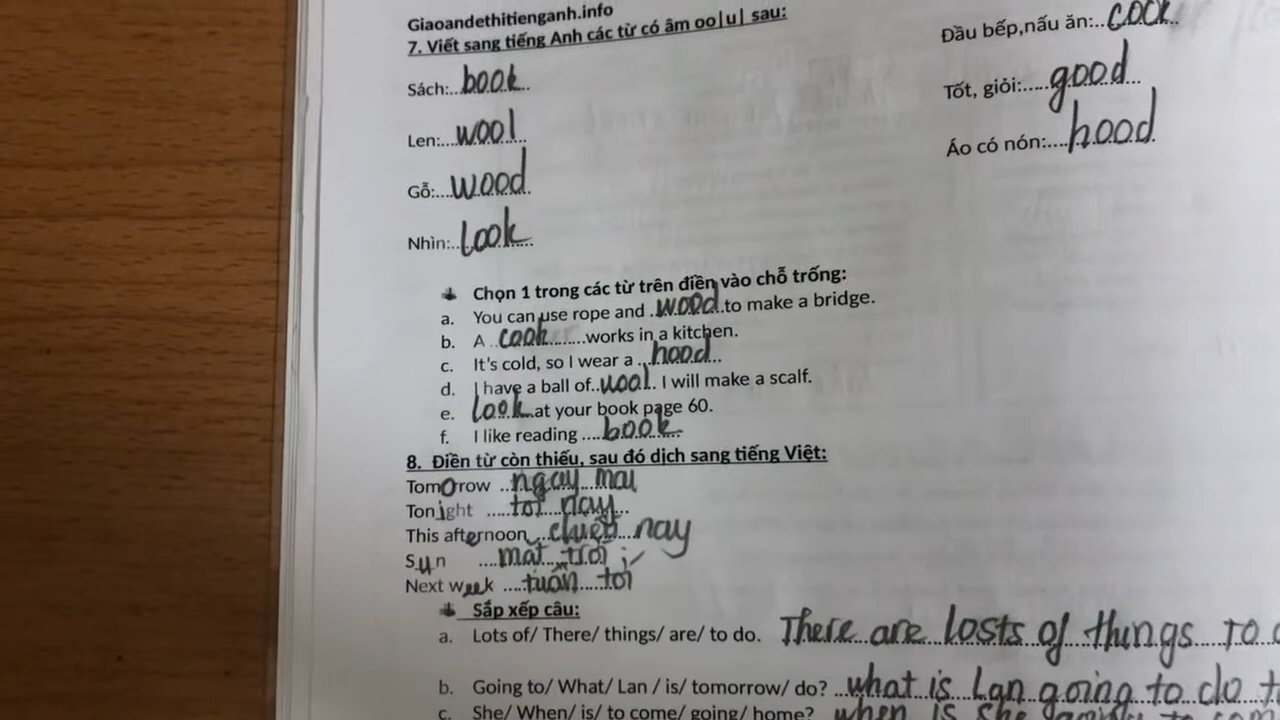 Giaoandethitienganh.info
7. Viết sang tiếng Anh các từ có âm oo|u| sau:
Đầu bếp,nấu ăn:..cook..
Sách:..book..
Tốt, giỏi:.....good...
Len:...wool..
Áo có nón:....hood.
Gỗ:...wood.
Nhìn:..look...
Chọn 1 trong các từ trên điền vào chỗ trống:
a. You can use rope and .wood..to make a bridge.
b. A ..cook.......works in a kitchen.
c. It's cold, so I wear a ...hood...
d. I have a ball of..wool.. I will make a scalf.
e. look...at your book page 60.
f. I like reading ....book..
8. Điền từ còn thiếu, sau đó dịch sang tiếng Việt:
Tomorrow ..ngay mai
Tonight .....tới nay...
This afternoon ...chiều...nay
Sun ....mat trời
Next week ....tuần tới
Sắp xếp câu:
a. Lots of/ There/ things/ are/ to do. There are losts of things to
b. Going to/ What/ Lan / is/ tomorrow/ do? ...what is Lan going to do
c. She/ When/ is/ to come/ going/ home? when is she